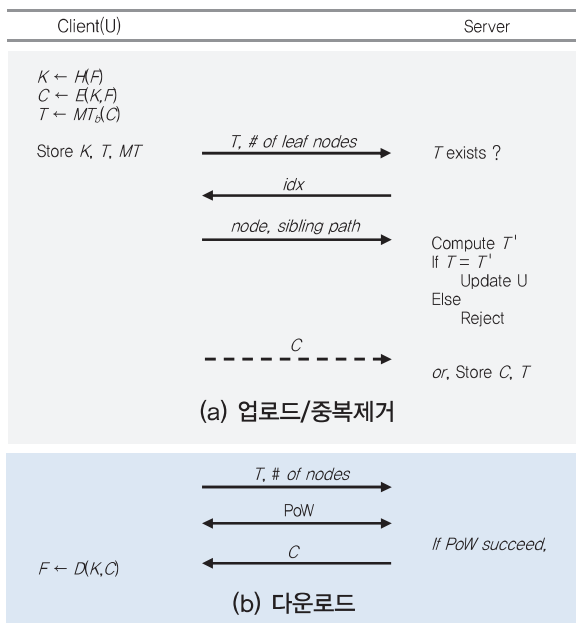 Client(U) Server
K ← H(F)
C ← E(K,F)
T ← MT_b(C)
Store K, T, MT T, # of leaf nodes T exists ?
idx
node, sibling path
Compute T'
If T = T'
Update U
Else
Reject
C
or, Store C, T
(a) 업로드/중복제거
T, # of nodes
PoW
If PoW succeed,
C
F ← D(K,C)
(b) 다운로드